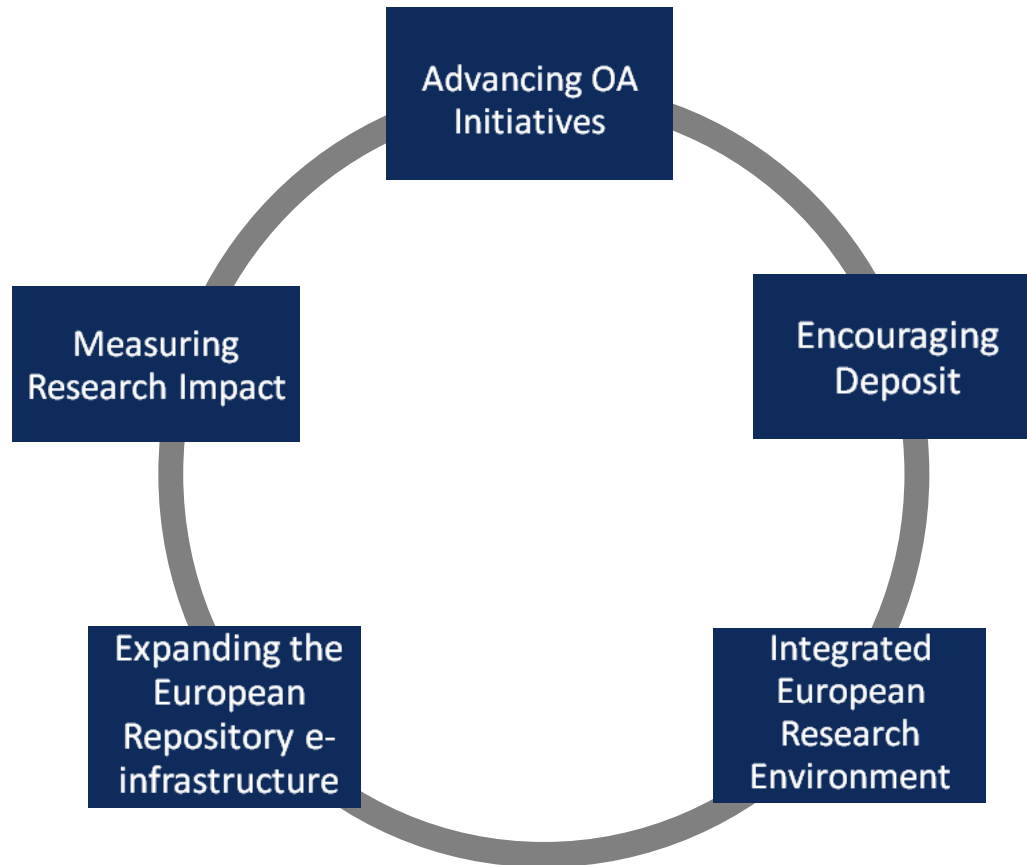 Advancing OA
Initiatives
Encouraging
Deposit
Integrated
European
Research
Environment
Expanding the
European
Repository e-
infrastructure
Measuring
Research Impact